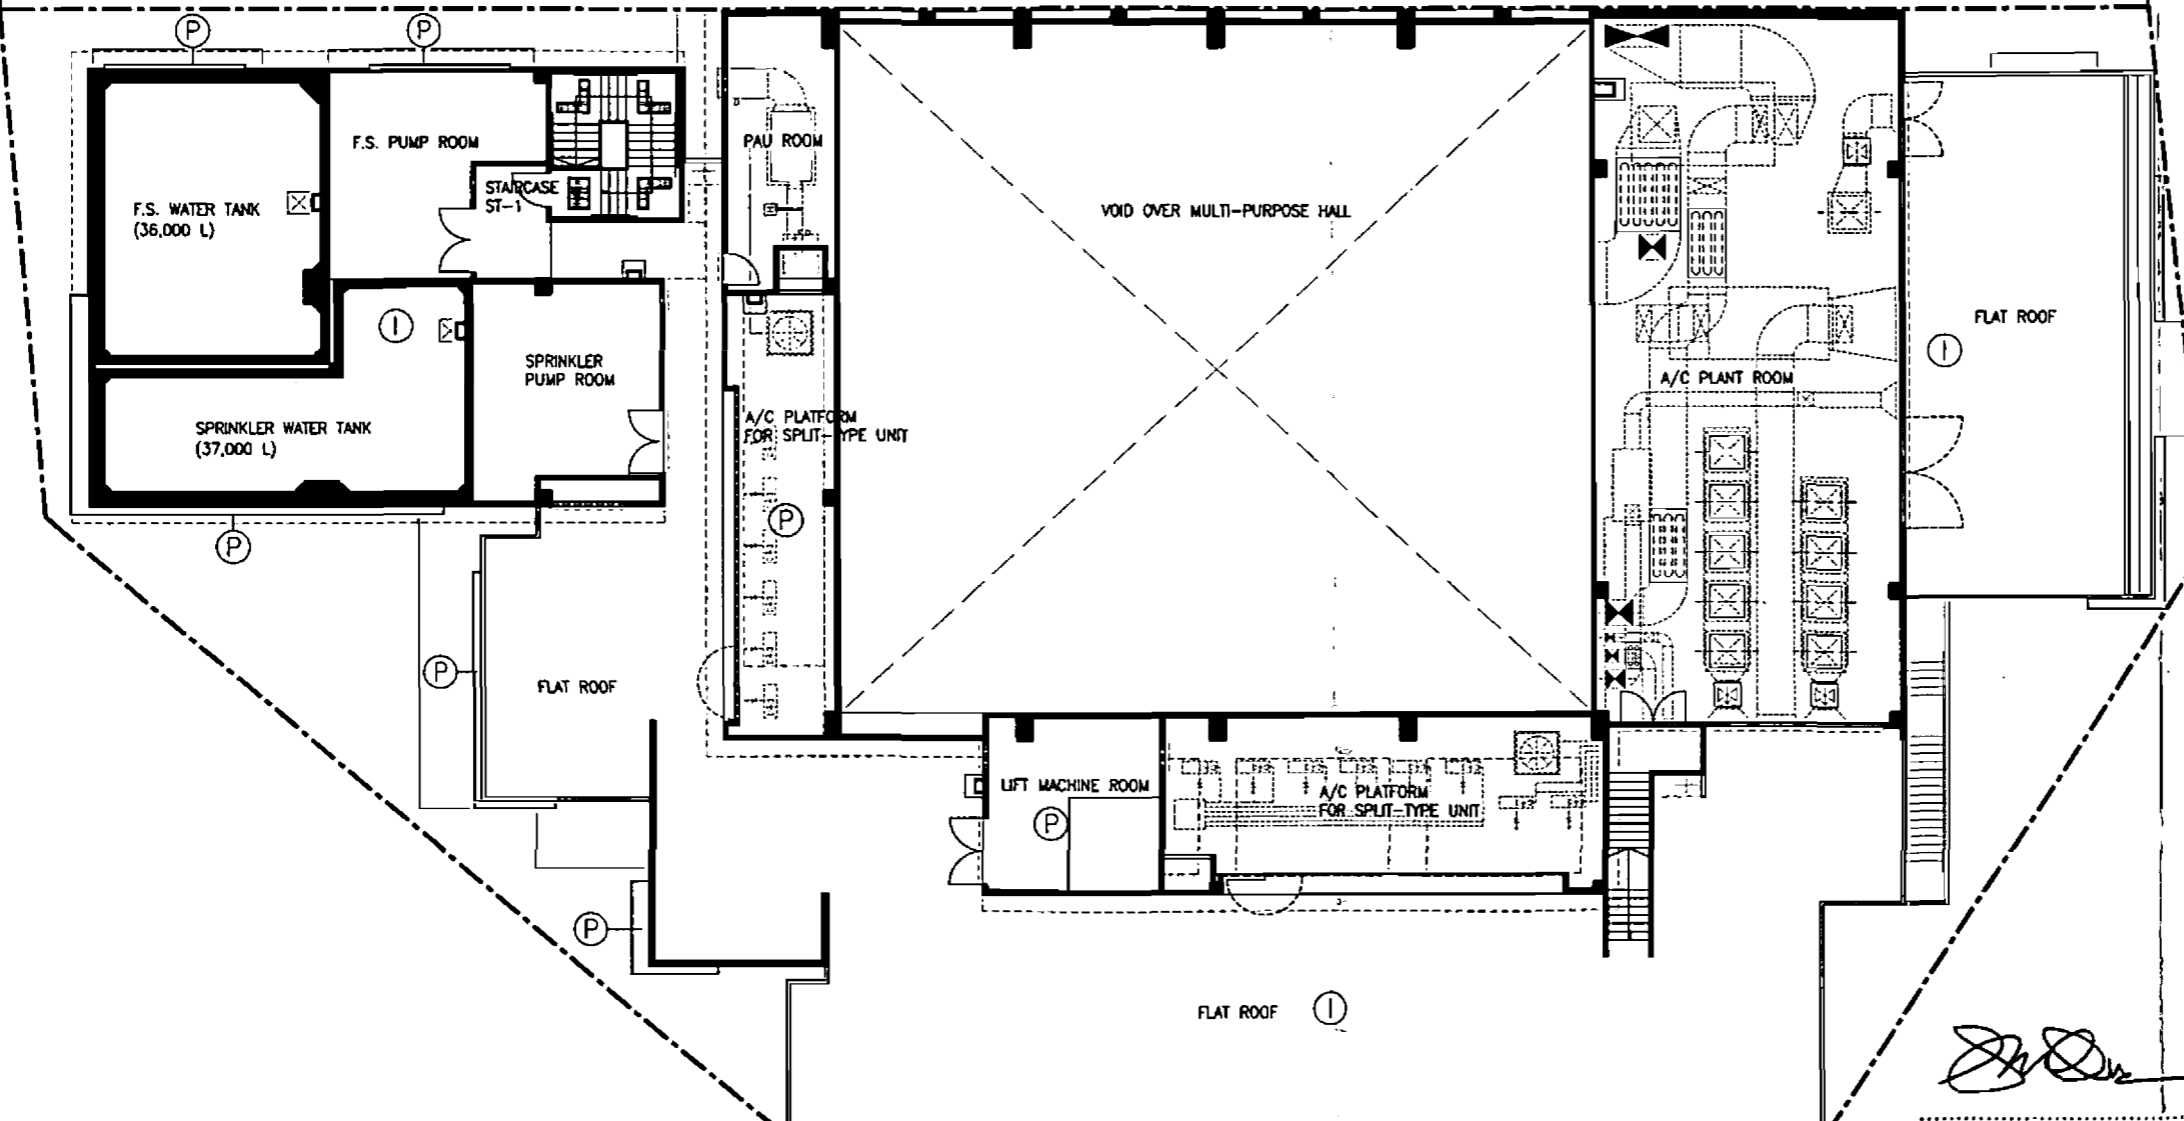 P
P
F.S. PUMP ROOM
PAU ROOM
STAIRCASE
ST-1
F.S. WATER TANK
(36,000 L)
VOID OVER MULTI-PURPOSE HALL
I
FLAT ROOF
I
SPRINKLER
PUMP ROOM
A/C PLANT ROOM
A/C PLATFORM
FOR SPLIT-TYPE UNIT
SPRINKLER WATER TANK
(37,000 L)
P
P
P
FLAT ROOF
LIFT MACHINE ROOM
P
A/C PLATFORM
FOR SPLIT-TYPE UNIT
P
FLAT ROOF
I